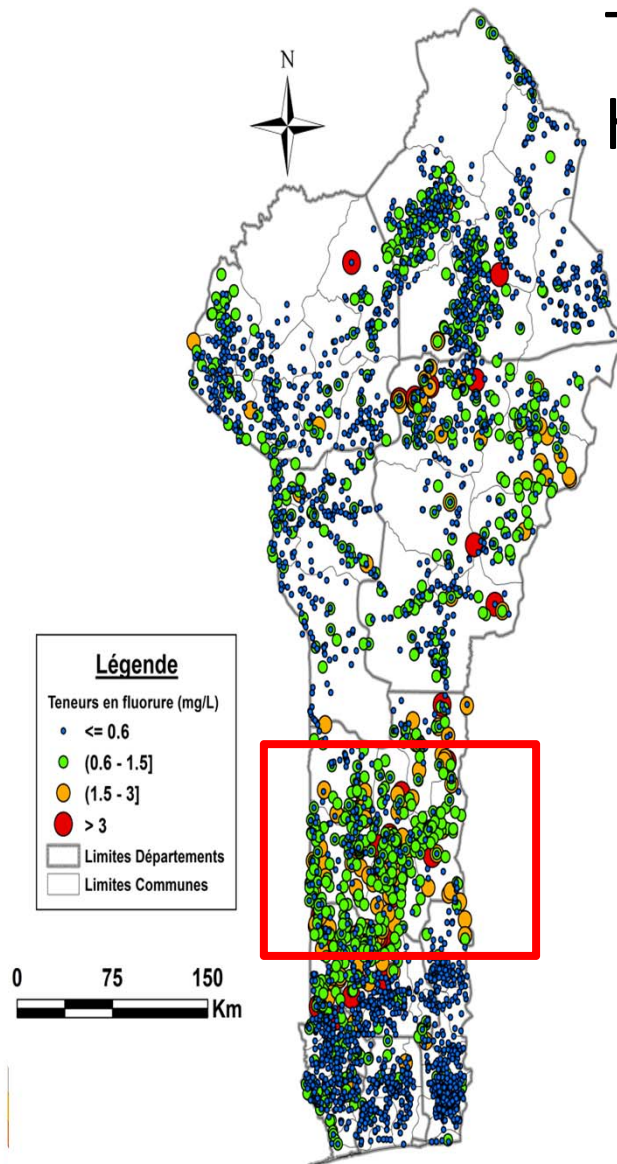 N
Légende
Teneurs en fluorure (mg/L)
<= 0.6
(0.6 - 1.5]
(1.5 - 3]
> 3
Limites Départements
Limites Communes
0 75 150
Km